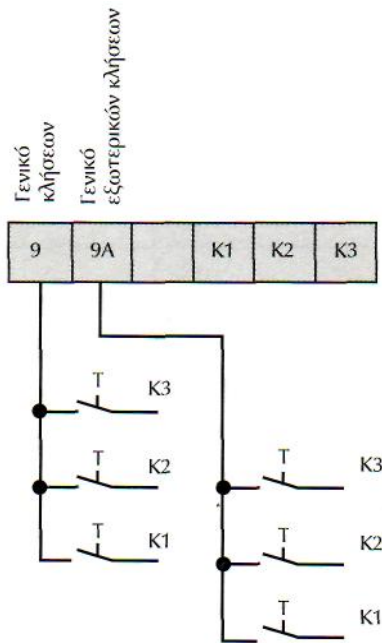 Γενικό
κλήσεων
Γενικό
εξωτερικών κλήσεων
9 9A K1 K2 K3
T K3
T K2
T K1
T K3
T K2
T K1